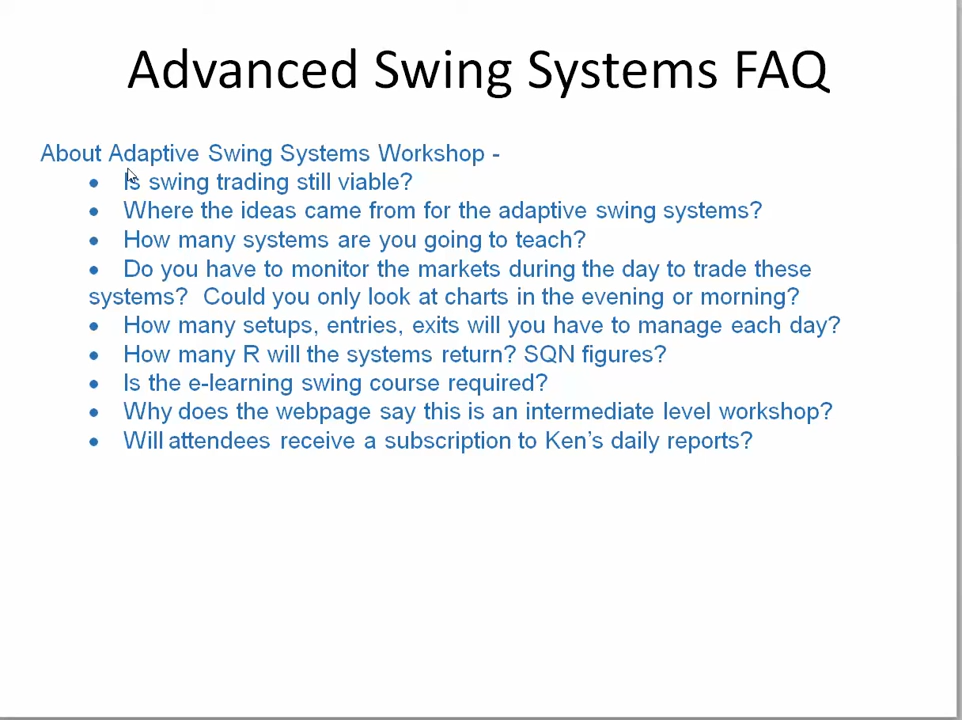 Advanced Swing Systems FAQ
About Adaptive Swing Systems Workshop -
• Is swing trading still viable?
• Where the ideas came from for the adaptive swing systems?
• How many systems are you going to teach?
• Do you have to monitor the markets during the day to trade these
systems?  Could you only look at charts in the evening or morning?
• How many setups, entries, exits will you have to manage each day?
• How many R will the systems return? SQN figures?
• Is the e-learning swing course required?
• Why does the webpage say this is an intermediate level workshop?
• Will attendees receive a subscription to Ken’s daily reports?